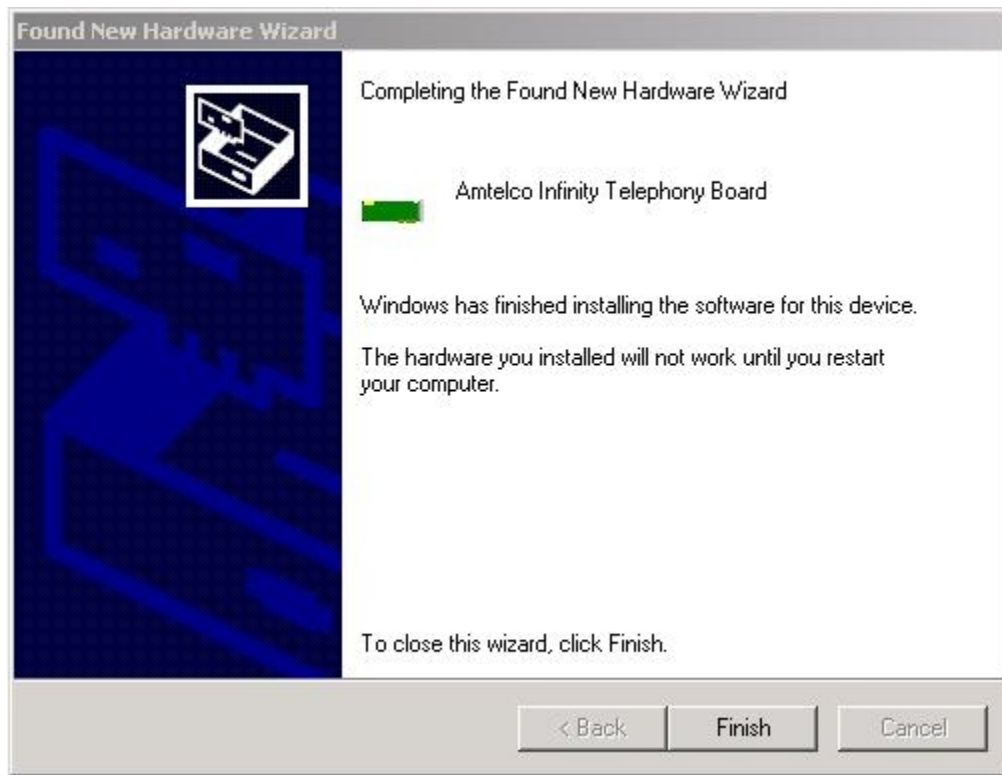 Found New Hardware Wizard
Completing the Found New Hardware Wizard
Amtelco Infinity Telephony Board
Windows has finished installing the software for this device.
The hardware you installed will not work until you restart
your computer.
To close this wizard, click Finish.
< Back
Finish
Cancel